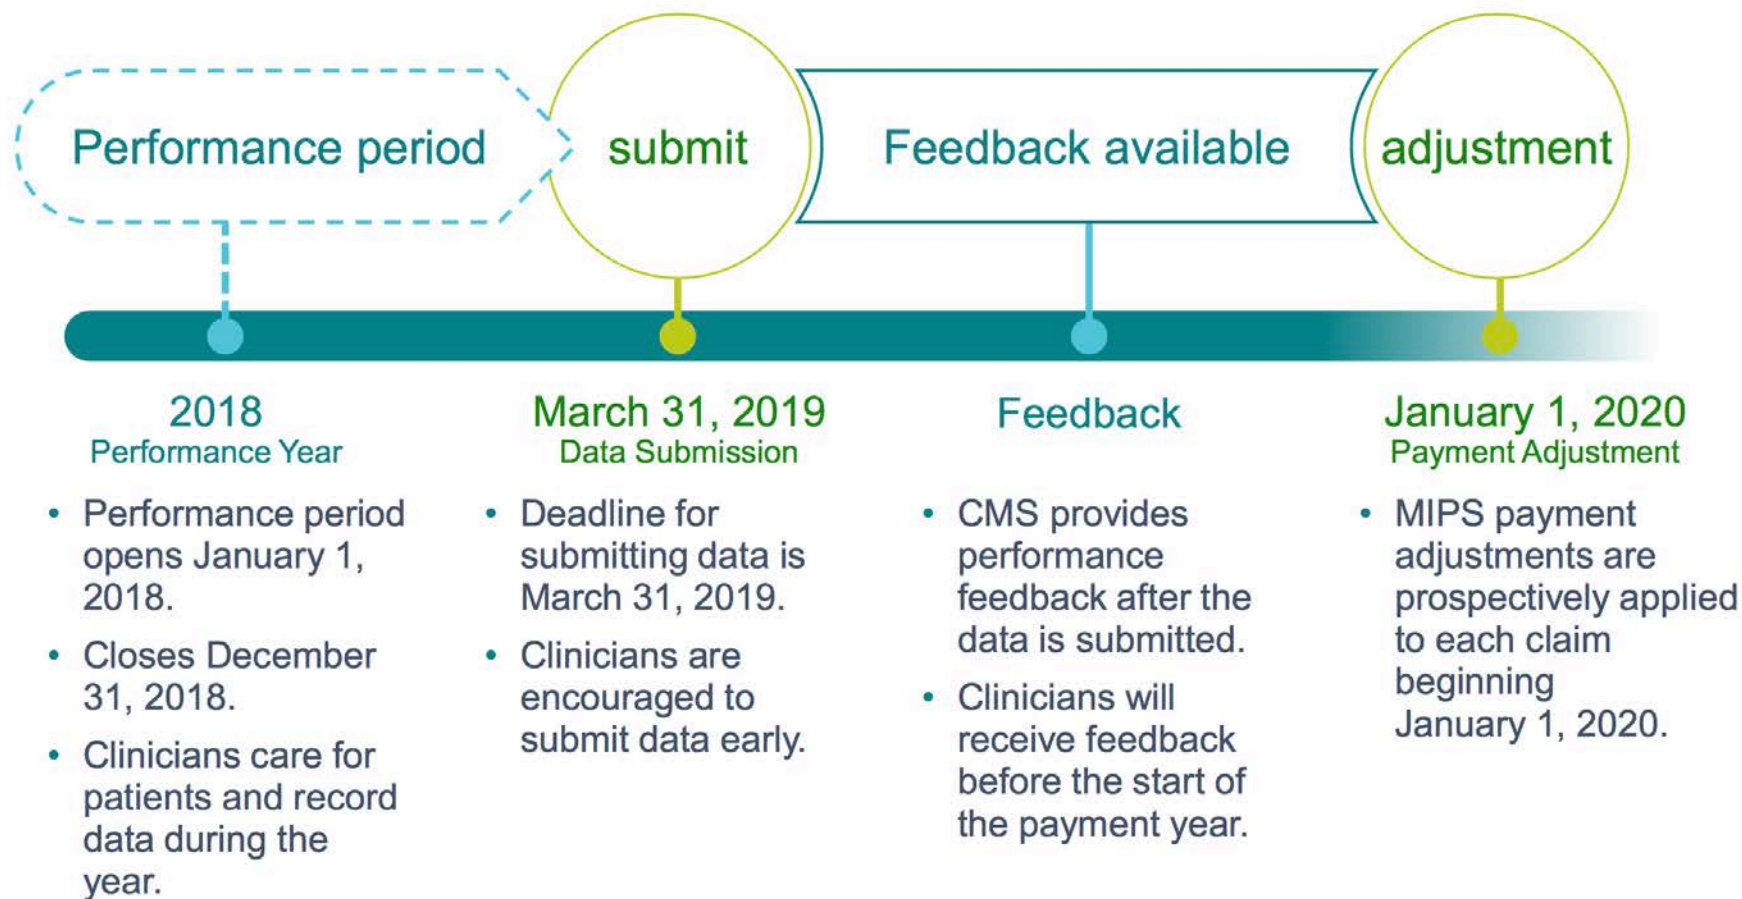 Performance period
submit
Feedback available
adjustment
2018
Performance Year
• Performance period
opens January 1,
2018.
• Closes December
31, 2018.
• Clinicians care for
patients and record
data during the
year.
March 31, 2019
Data Submission
• Deadline for
submitting data is
March 31, 2019.
• Clinicians are
encouraged to
submit data early.
Feedback
• CMS provides
performance
feedback after the
data is submitted.
• Clinicians will
receive feedback
before the start of
the payment year.
January 1, 2020
Payment Adjustment
• MIPS payment
adjustments are
prospectively applied
to each claim
beginning
January 1, 2020.